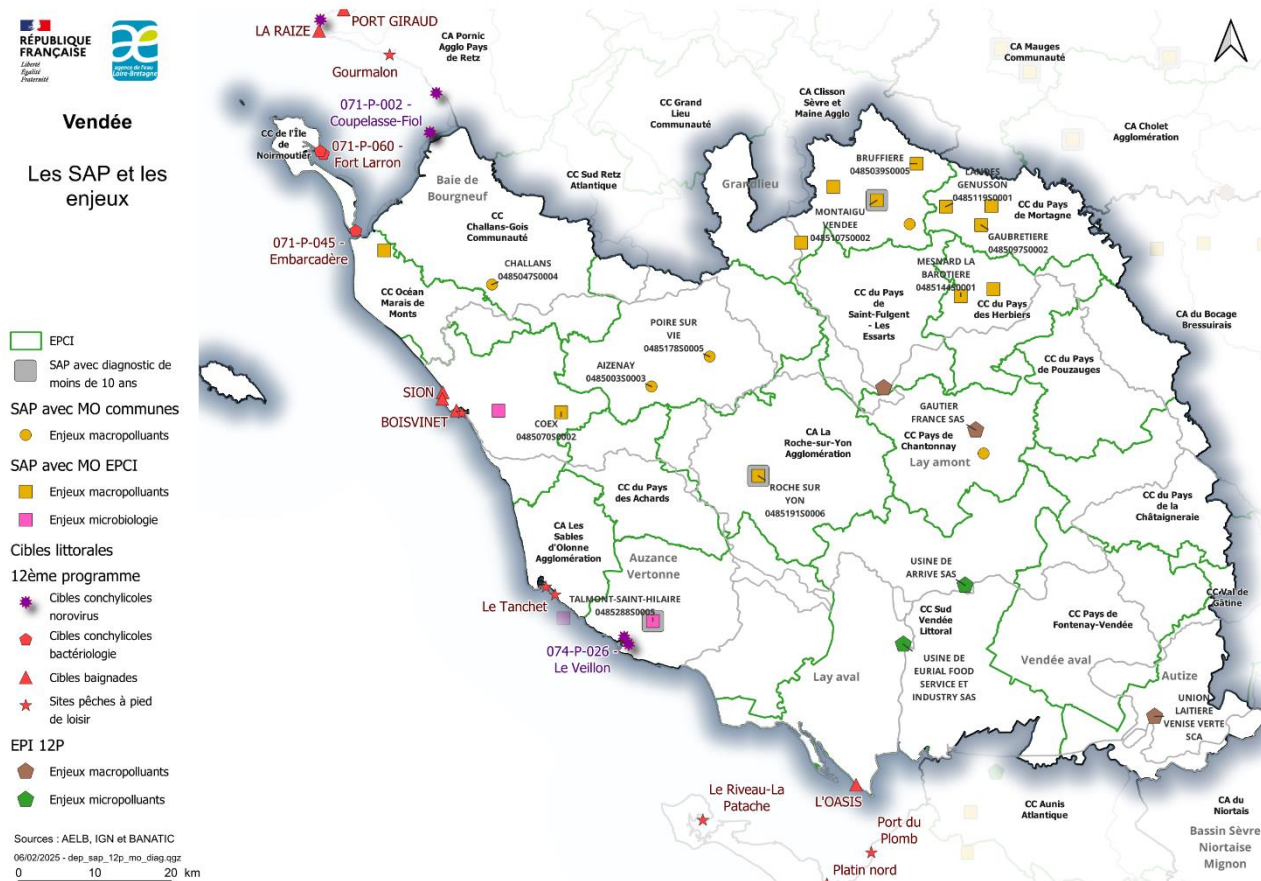 RÉPUBLIQUE
FRANÇAISE
Liberté
Égalité
Fraternité
agence de l'eau
Loire-Bretagne
Vendée
Les SAP et les
enjeux
EPCI
SAP avec diagnostic de
moins de 10 ans
SAP avec MO communes
Enjeux macropolluants
SAP avec MO EPCI
Enjeux macropolluants
Enjeux microbiologie
Cibles littorales
12ème programme
Cibles conchylicoles
norovirus
Cibles conchylicoles
bactériologie
Cibles baignades
Sites pêches à pied
de loisir
EPI 12P
Enjeux macropolluants
Enjeux micropolluants
Sources : AELB, IGN et BANATIC
06/02/2025 - dep_sap_12p_mo_diag.qgz
0 10 20 km
PORT GIRAUD
LA RAIZE
Gourmalon
CA Pornic
Agglo Pays
de Retz
071-P-002 -
Coupelasse-Fiol
CC de l'Île
de
Noirmoutier
071-P-060 -
Fort Larron
Baie de
Bourgneuf
CC Sud Retz
Atlantique
CC Grand
Lieu
Communauté
Grandlieu
CA Clisson
Sèvre et
Maine Agglo
CA Mauges
Communauté
CA Cholet
Agglomération
BRUFFIERE
0485039S0005
LANDES
GENUSSON
0485119S0001
CC du Pays
de Mortagne
MONTAIGU
VENDEE
0485107S0002
GAUBRETIERE
0485097S0002
CC
Challans-Gois
Communauté
071-P-045 -
Embarcadère
CHALLANS
0485047S0004
MESNARD LA
BAROTIERE
0485144S0001
CC du Pays
des Herbiers
CC Océan
Marais de
Monts
CC du Pays
de
Saint-Fulgent
- Les
Essarts
CA du Bocage
Bressuirais
POIRE SUR
VIE
0485178S0005
AIZENAY
0485003S0003
CC du Pays
de Pouzauges
SION
BOISVINET
COEX
0485070S0002
GAUTIER
FRANCE SAS
CA La
Roche-sur-Yon
Agglomération
CC Pays de
Chantonnay
Lay amont
CC du Pays
des Achards
ROCHE SUR
YON
0485191S0006
CC du Pays
de la
Châtaigneraie
CA Les
Sables
d'Olonne
Agglomération
Auzance
Vertonne
USINE DE
ARRIVE SAS
Le Tanchet
TALMONT-SAINT-HILAIRE
0485288S0005
CC Sud
Vendée
Littoral
CC Pays de
Fontenay-Vendée
CC Val de
Gâtine
074-P-026 -
Le Veillon
Lay aval
USINE DE
EURIAL FOOD
SERVICE ET
INDUSTRY SAS
Vendée aval
Autize
UNION
LAITIERE
VENISE VERTE
SCA
L'OASIS
Le Riveau-La
Patache
Port du
Plomb
Platin nord
CC Aunis
Atlantique
CA du
Niortais
Bassin Sèvre
Niortaise
Mignon